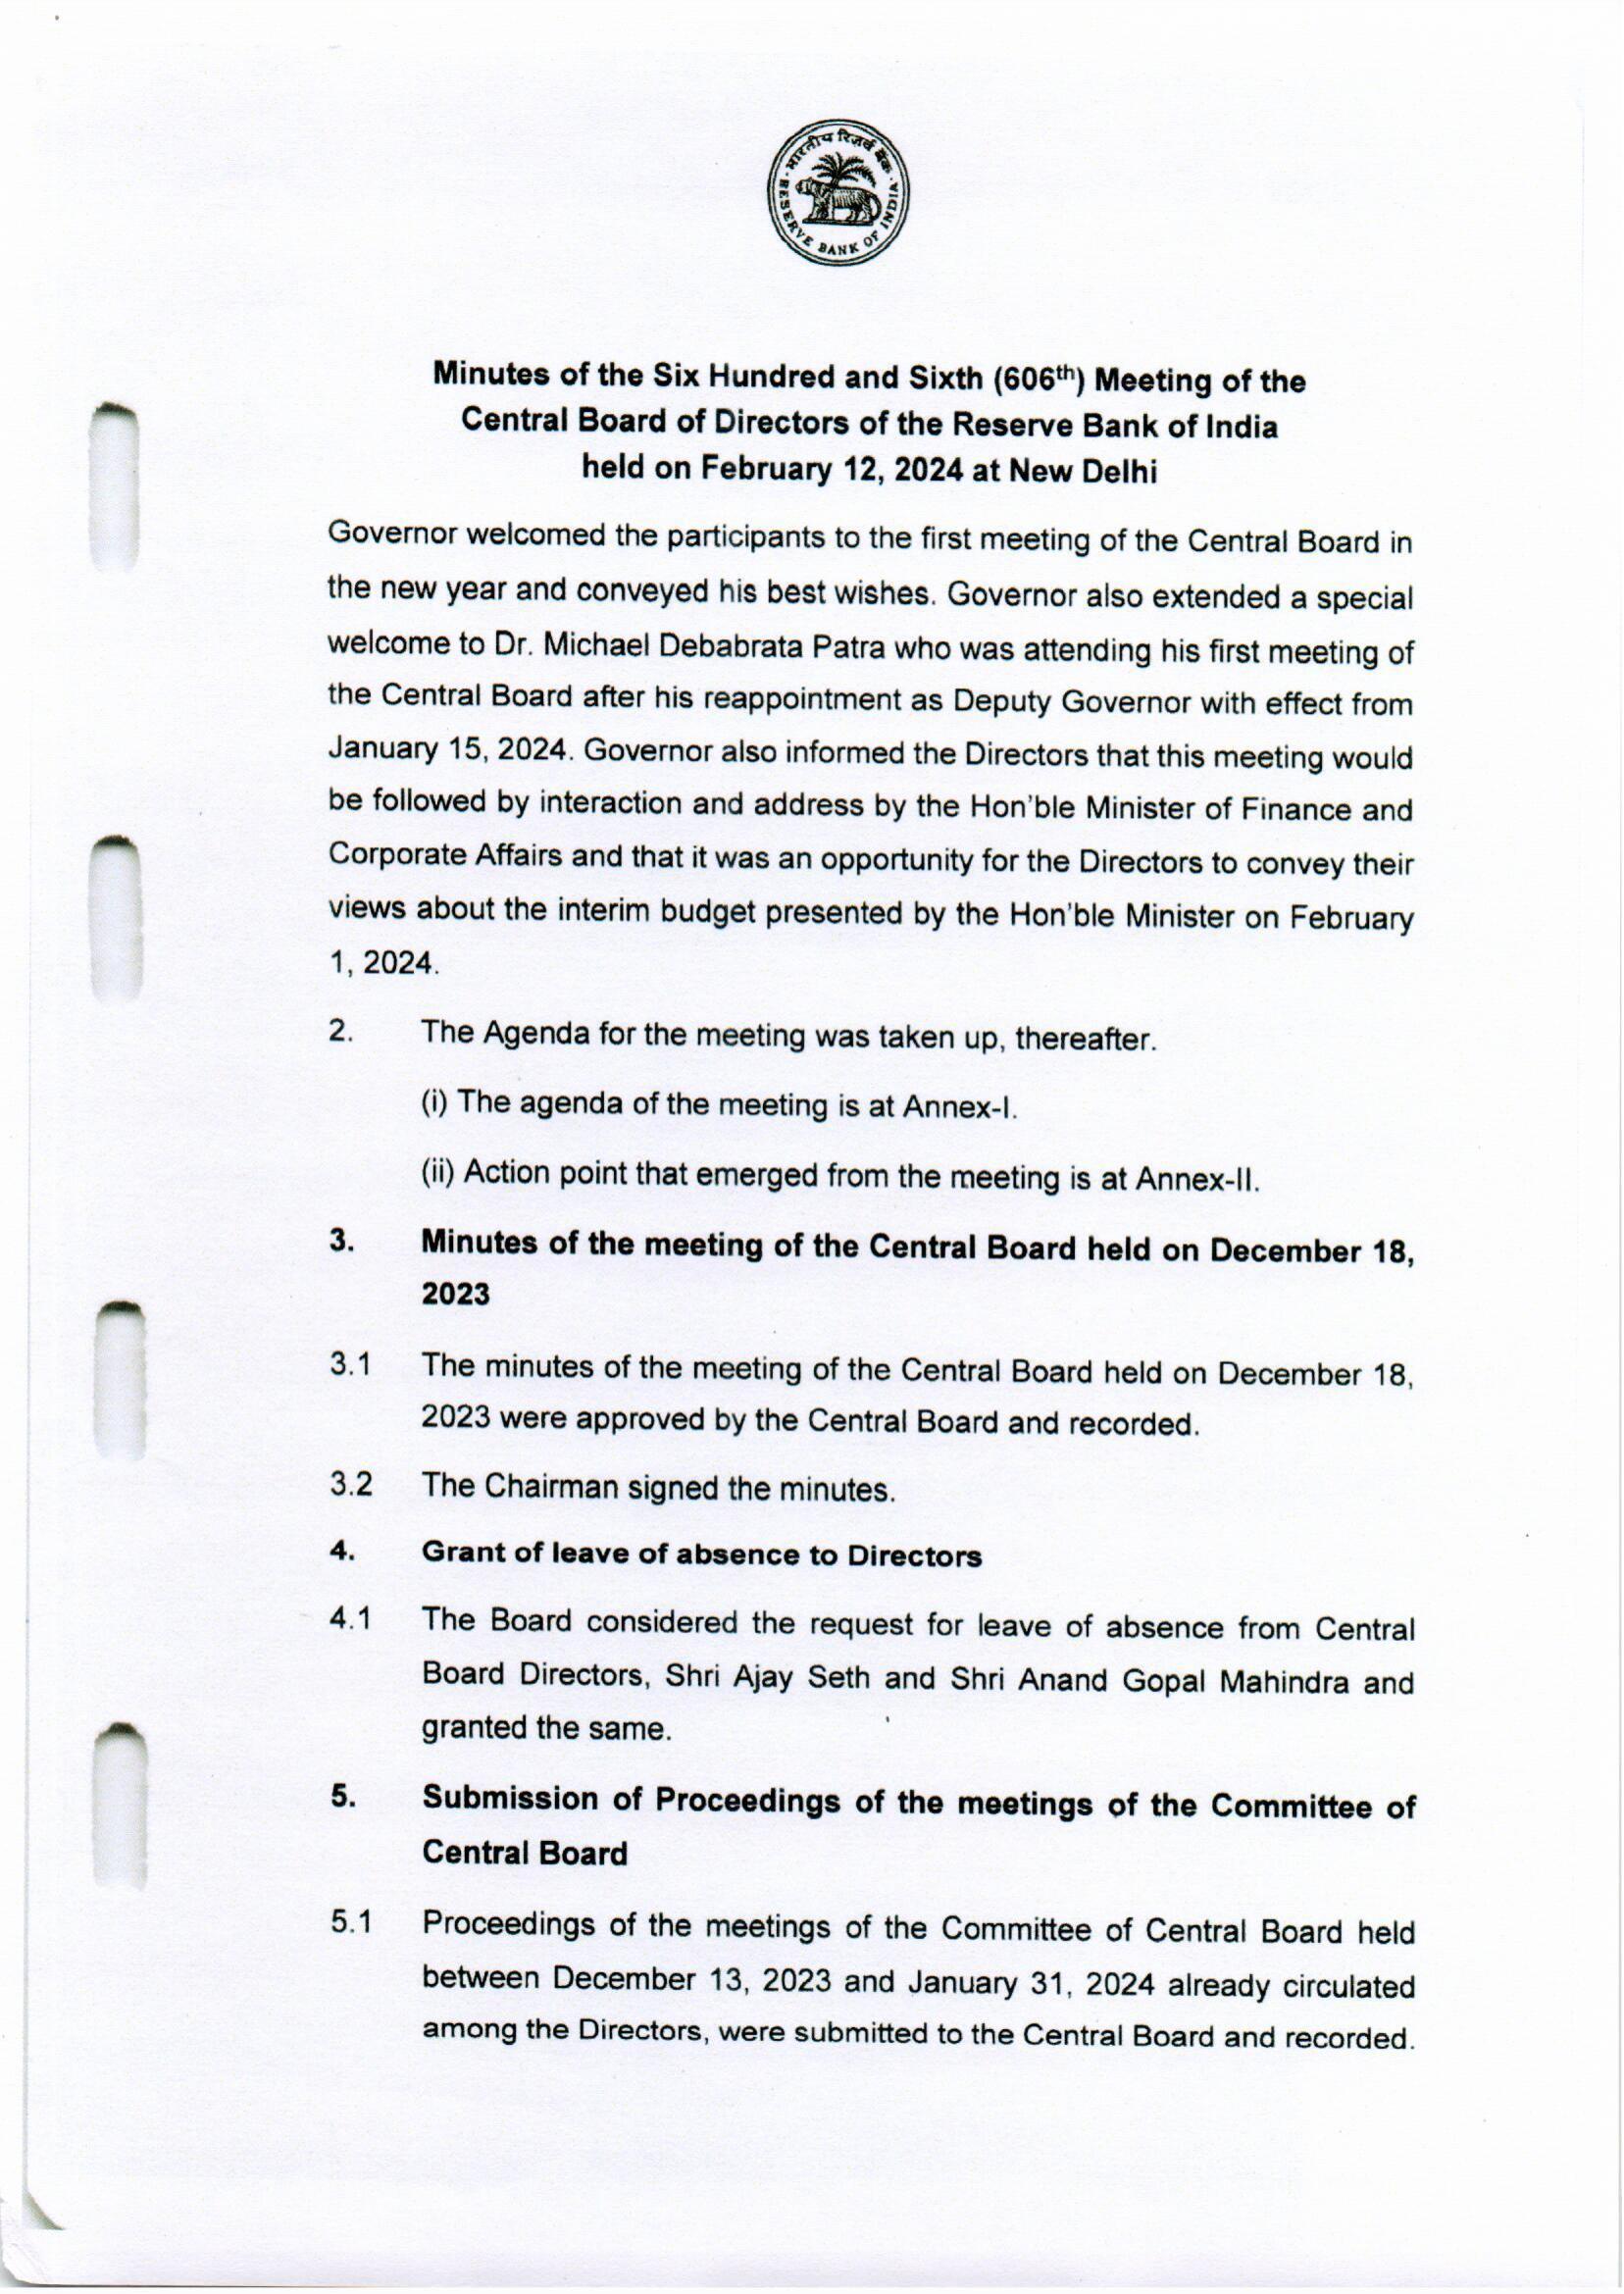 भारतीय रिज़र्व बैंक
RESERVE BANK OF INDIA
Minutes of the Six Hundred and Sixth (606th) Meeting of the
Central Board of Directors of the Reserve Bank of India
held on February 12, 2024 at New Delhi
Governor welcomed the participants to the first meeting of the Central Board in
the new year and conveyed his best wishes. Governor also extended a special
welcome to Dr. Michael Debabrata Patra who was attending his first meeting of
the Central Board after his reappointment as Deputy Governor with effect from
January 15, 2024. Governor also informed the Directors that this meeting would
be followed by interaction and address by the Hon'ble Minister of Finance and
Corporate Affairs and that it was an opportunity for the Directors to convey their
views about the interim budget presented by the Hon'ble Minister on February
1, 2024.
2. The Agenda for the meeting was taken up, thereafter.
(i) The agenda of the meeting is at Annex-I.
(ii) Action point that emerged from the meeting is at Annex-II.
3. Minutes of the meeting of the Central Board held on December 18,
2023
3.1 The minutes of the meeting of the Central Board held on December 18,
2023 were approved by the Central Board and recorded.
3.2 The Chairman signed the minutes.
4. Grant of leave of absence to Directors
4.1 The Board considered the request for leave of absence from Central
Board Directors, Shri Ajay Seth and Shri Anand Gopal Mahindra and
granted the same.
5. Submission of Proceedings of the meetings of the Committee of
Central Board
5.1 Proceedings of the meetings of the Committee of Central Board held
between December 13, 2023 and January 31, 2024 already circulated
among the Directors, were submitted to the Central Board and recorded.